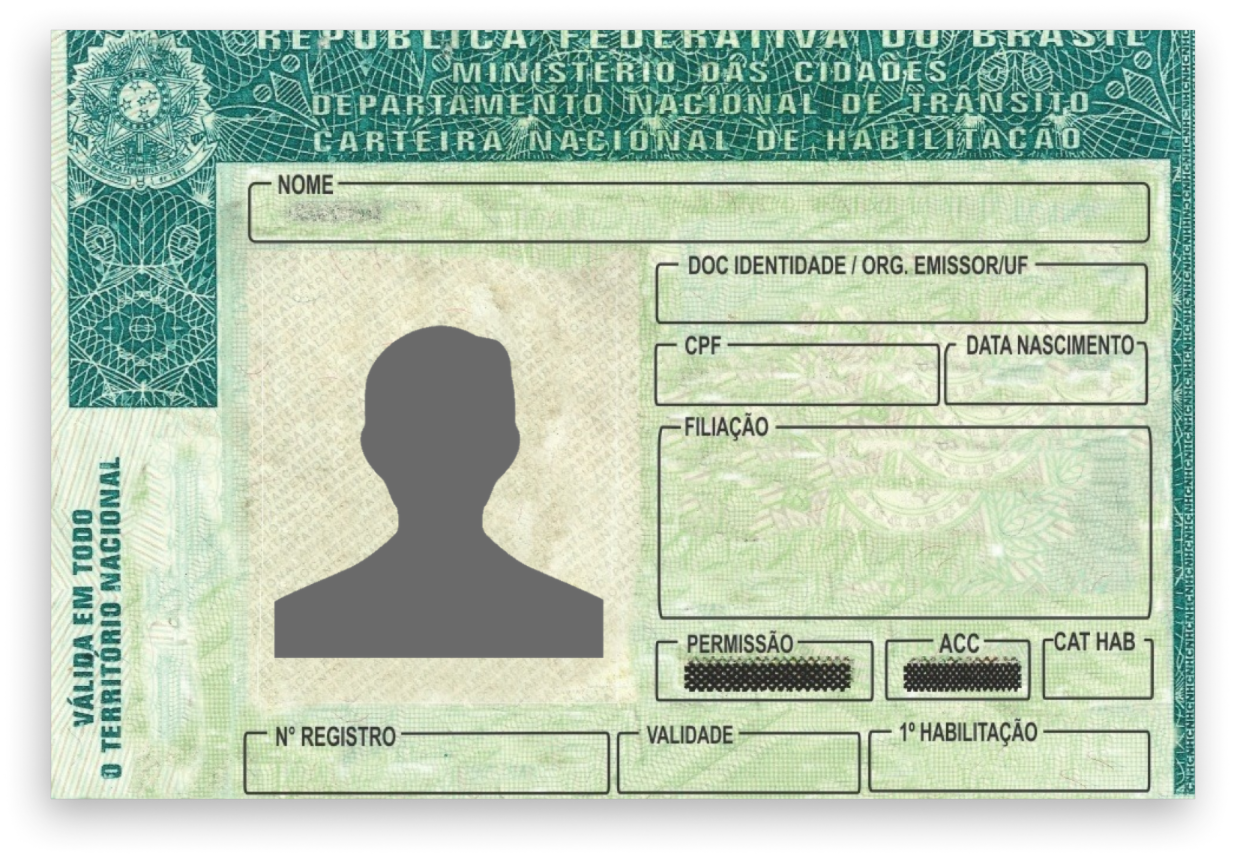 REPÚBLICA FEDERATIVA DO BRASIL
MINISTÉRIO DAS CIDADES
DEPARTAMENTO NACIONAL DE TRÂNSITO
CARTEIRA NACIONAL DE HABILITAÇÃO
NOME
DOC IDENTIDADE / ORG. EMISSOR/UF
CPF
DATA NASCIMENTO
FILIAÇÃO
PERMISSÃO
ACC
CAT HAB
Nº REGISTRO
VALIDADE
1º HABILITAÇÃO
VÁLIDA EM TODO
O TERRITÓRIO NACIONAL